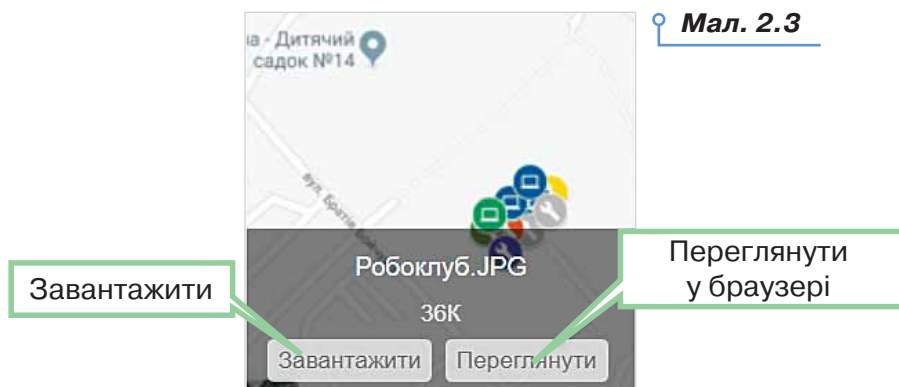 Мал. 2.3
а - Дитячий
садок №14
вул. Братів
Робоклуб.JPG
36K
Завантажити
Переглянути
у браузері
Завантажити
Переглянути